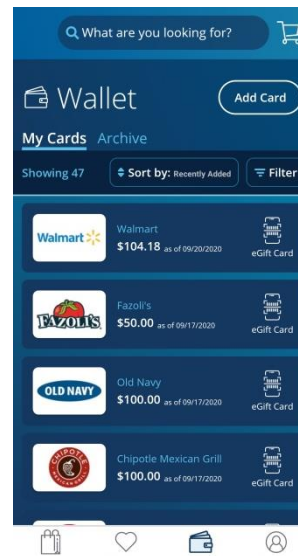 What are you looking for?
Wallet
Add Card
My Cards Archive
Showing 47 Sort by: Recently Added Filter
Walmart Walmart
$104.18 as of 09/20/2020
eGift Card
FAZOLI'S Fazoli's
$50.00 as of 09/17/2020
eGift Card
OLD NAVY Old Navy
$100.00 as of 09/17/2020
eGift Card
CHIPOTLE MEXICAN GRILL Chipotle Mexican Grill
$100.00 as of 09/17/2020
eGift Card